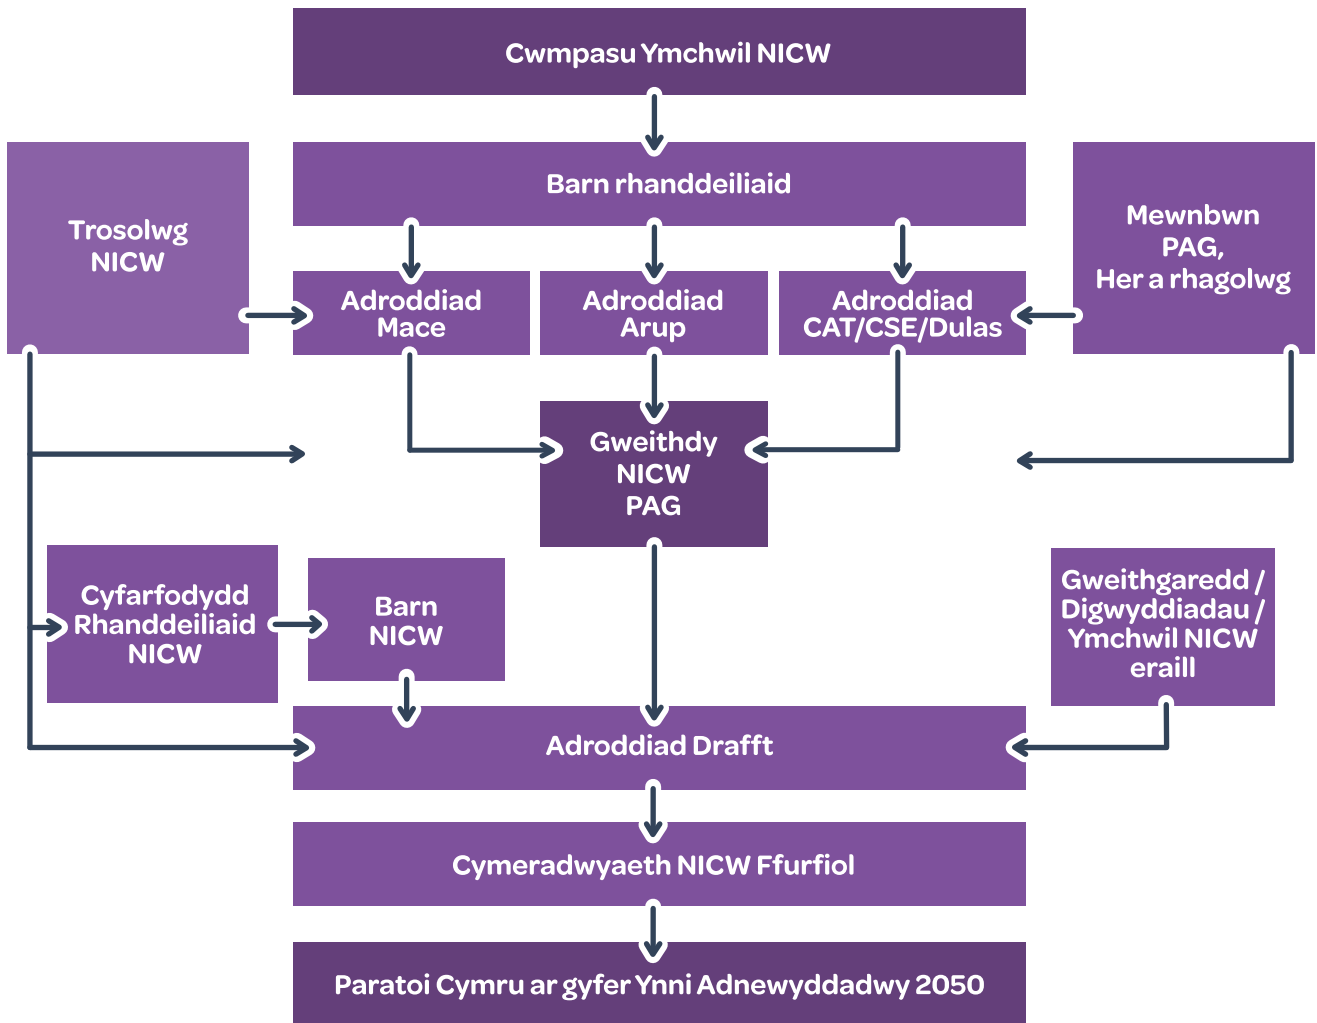 Cwmpasu Ymchwil NICW
Barn rhanddeiliaid
Trosolwg
NICW
Mewnbwn
PAG,
Her a rhagolwg
Adroddiad
Mace
Adroddiad
Arup
Adroddiad
CAT/CSE/Dulas
Gweithdy
NICW
PAG
Cyfarfodydd
Rhanddeiliaid
NICW
Barn
NICW
Gweithgaredd /
Digwyddiadau /
Ymchwil NICW
eraill
Adroddiad Drafft
Cymeradwyaeth NICW Ffurfiol
Paratoi Cymru ar gyfer Ynni Adnewyddadwy 2050